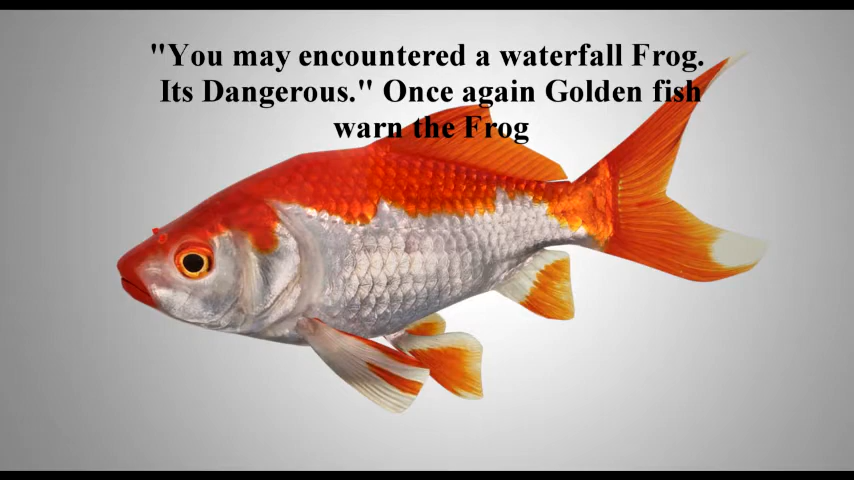 "You may encountered a waterfall Frog.
Its Dangerous." Once again Golden fish
warn the Frog